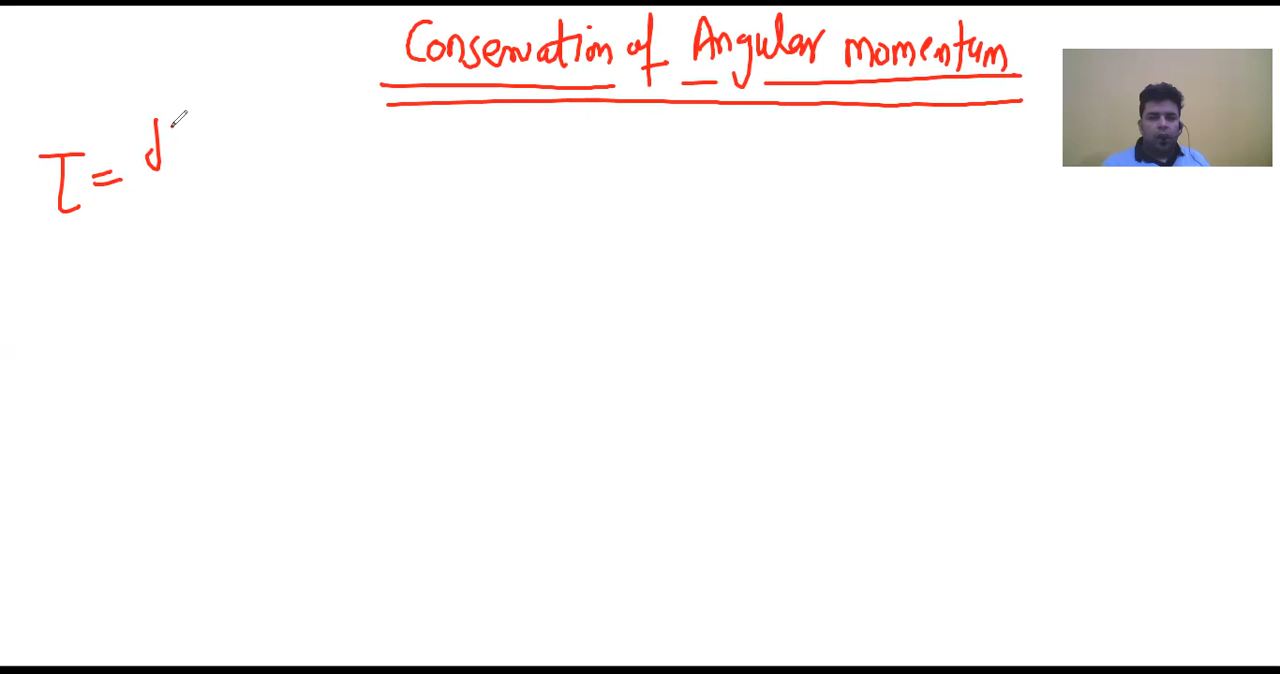 Conservation of Angular momentum
τ = d